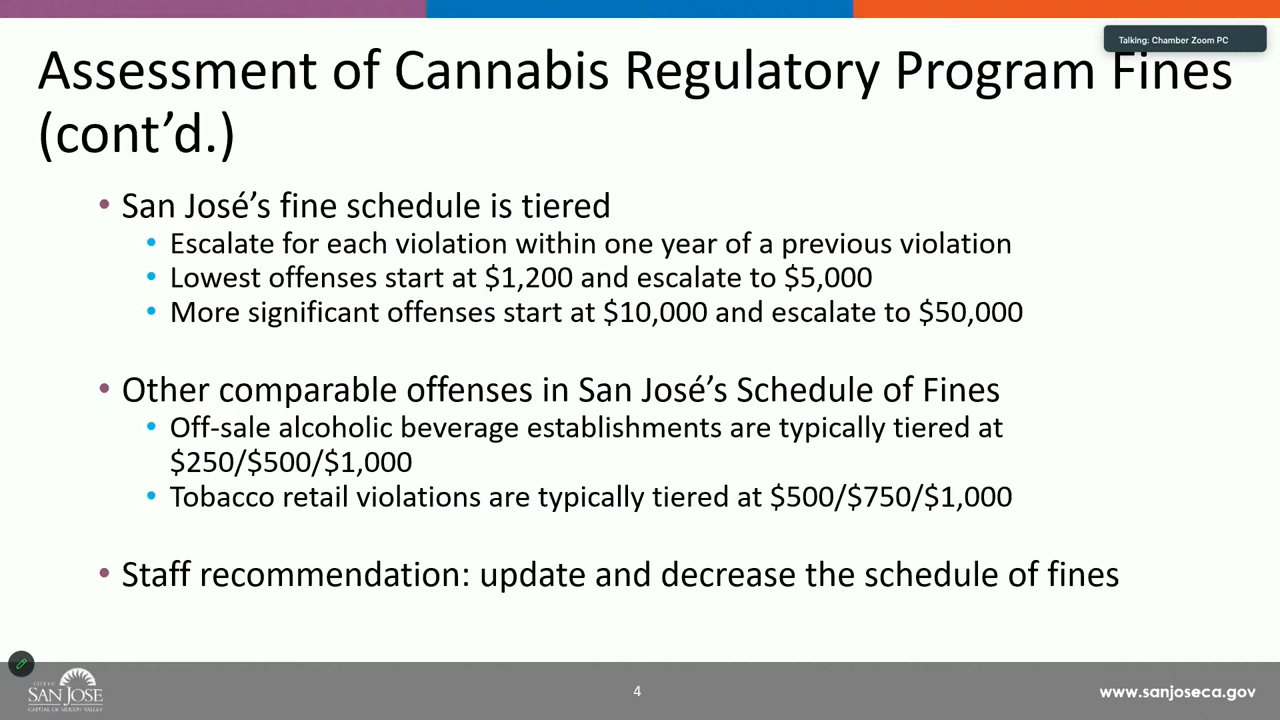 Talking: Chamber Zoom PC
Assessment of Cannabis Regulatory Program Fines
(cont’d.)
• San José’s fine schedule is tiered
• Escalate for each violation within one year of a previous violation
• Lowest offenses start at $1,200 and escalate to $5,000
• More significant offenses start at $10,000 and escalate to $50,000
• Other comparable offenses in San José’s Schedule of Fines
• Off-sale alcoholic beverage establishments are typically tiered at
$250/$500/$1,000
• Tobacco retail violations are typically tiered at $500/$750/$1,000
• Staff recommendation: update and decrease the schedule of fines
CITY OF
SAN JOSE
CAPITAL OF SILICON VALLEY
4
www.sanjoseca.gov